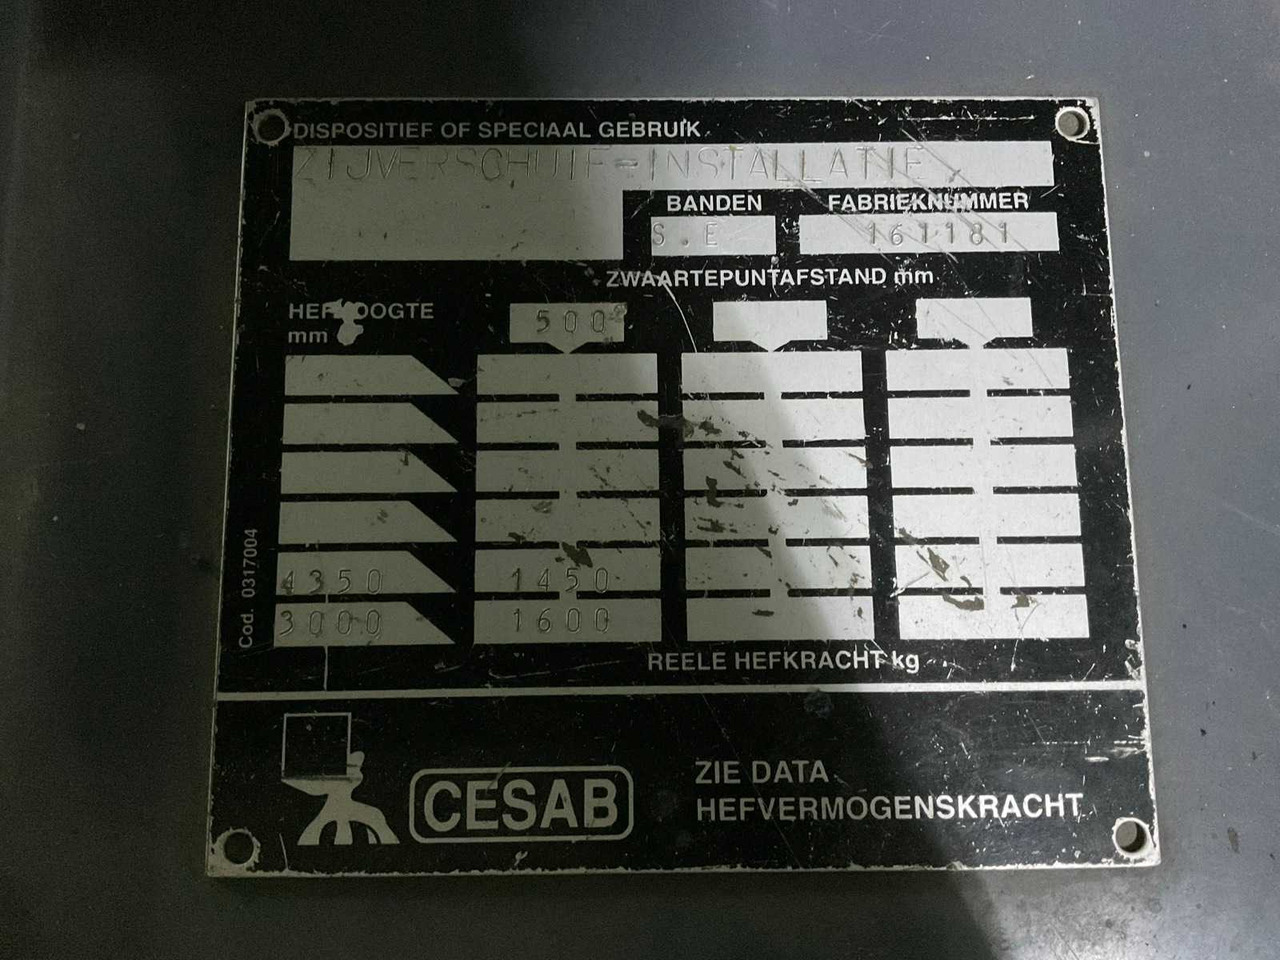 DISPOSITIEF OF SPECIAAL GEBRUIK
ZIJVERSCHUIF-INSTALLATIE
BANDEN FABRIEKNUMMER
S.E 161181
ZWAARTEPUNTAFSTAND mm
HEFHOOGTE
mm
500
4350 1450
3000 1600
Cod. 0317004
REELE HEFKRACHT kg
CESAB
ZIE DATA
HEFVERMOGENSKRACHT